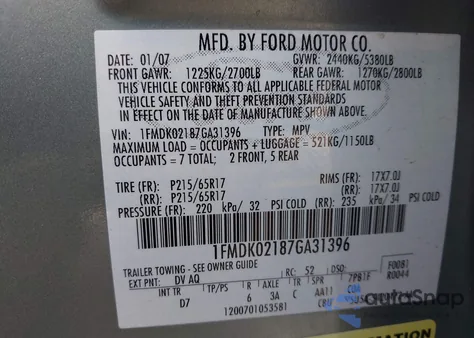 MFD. BY FORD MOTOR CO.
DATE: 01/07 GVWR: 2440KG/5380LB
FRONT GAWR: 1225KG/2700LB REAR GAWR: 1270KG/2800LB
THIS VEHICLE CONFORMS TO ALL APPLICABLE FEDERAL MOTOR
VEHICLE SAFETY AND THEFT PREVENTION STANDARDS
IN EFFECT ON THE DATE OF MANUFACTURE SHOWN ABOVE.
VIN: 1FMDK02187GA31396 TYPE: MPV
MAXIMUM LOAD = OCCUPANTS + LUGGAGE = 521KG/1150LB
OCCUPANTS = 7 TOTAL: 2 FRONT, 5 REAR
TIRE (FR): P215/65R17 RIMS (FR): 17X7.0J
(RR): P215/65R17 (RR): 17X7.0J
PRESSURE (FR): 220 kPa/ 32 PSI COLD (RR): 235 kPa/ 34 PSI COLD
1FMDK02187GA31396
TRAILER TOWING - SEE OWNER GUIDE
EXT PNT: DV AQ RC: 52 DSO: F0081
R0044
INT TR TP/PS R AXLE TR SPR 7PB1F
D7 6 3A C AA11
1200701053581
autoSnap